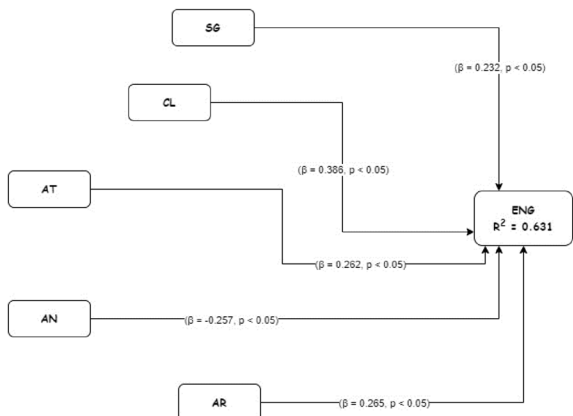 SG
(β = 0.232, p < 0.05)
CL
(β = 0.386, p < 0.05)
AT
ENG
R² = 0.631
(β = 0.262, p < 0.05)
AN
(β = -0.257, p < 0.05)
AR
(β = 0.265, p < 0.05)